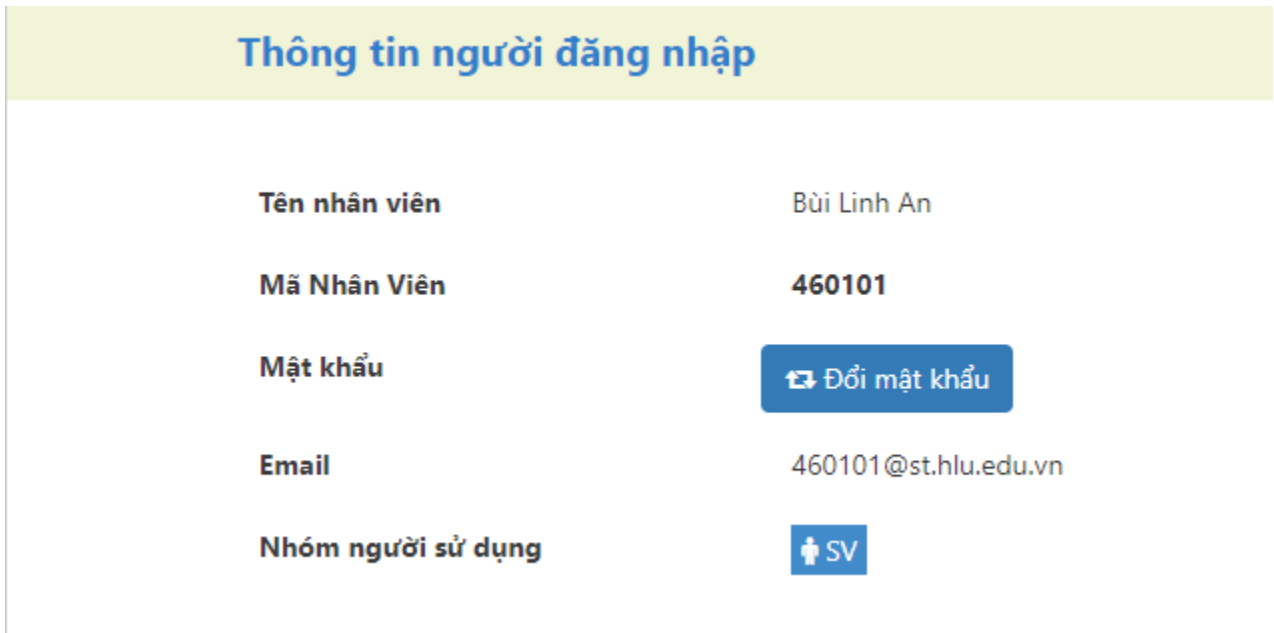 Thông tin người đăng nhập
Tên nhân viên Bùi Linh An
Mã Nhân Viên 460101
Mật khẩu Đổi mật khẩu
Email 460101@st.hlu.edu.vn
Nhóm người sử dụng SV